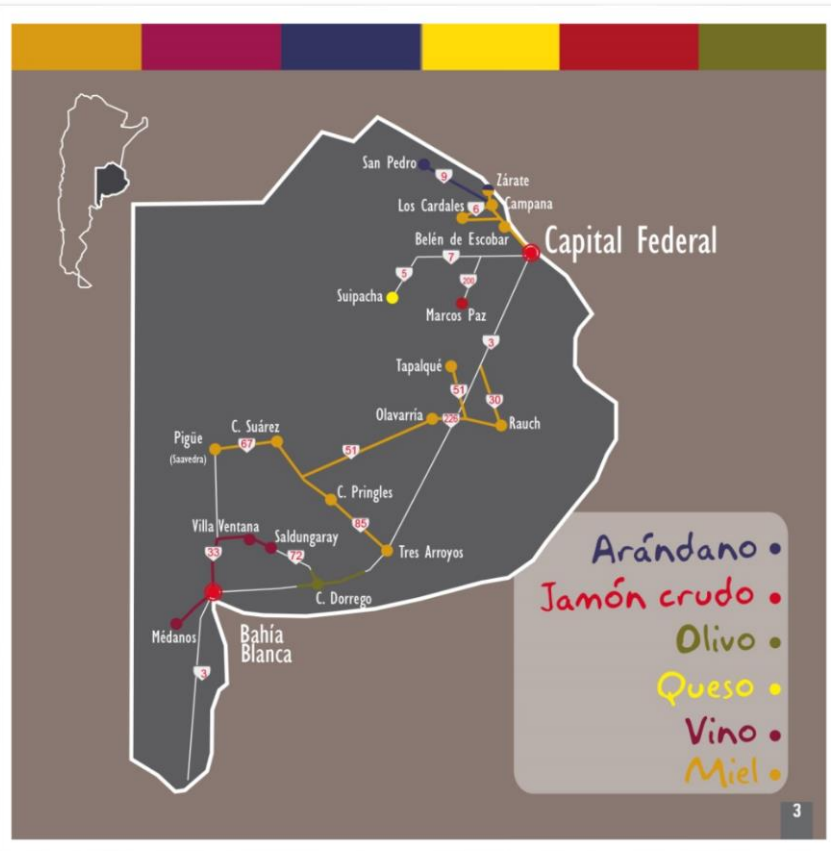 San Pedro
9
Zárate
Los Cardales
6
Campana
Belén de Escobar
Capital Federal
7
5
200
Suipacha
Marcos Paz
3
Tapalqué
51
30
Olavarría
226
Rauch
C. Suárez
Pigüe
67
(Saavedra)
51
C. Pringles
85
Villa Ventana
Saldungaray
33
72
Tres Arroyos
C. Dorrego
Médanos
Bahía
Blanca
3
Arándano
Jamón crudo
Olivo
Queso
Vino
Miel
3